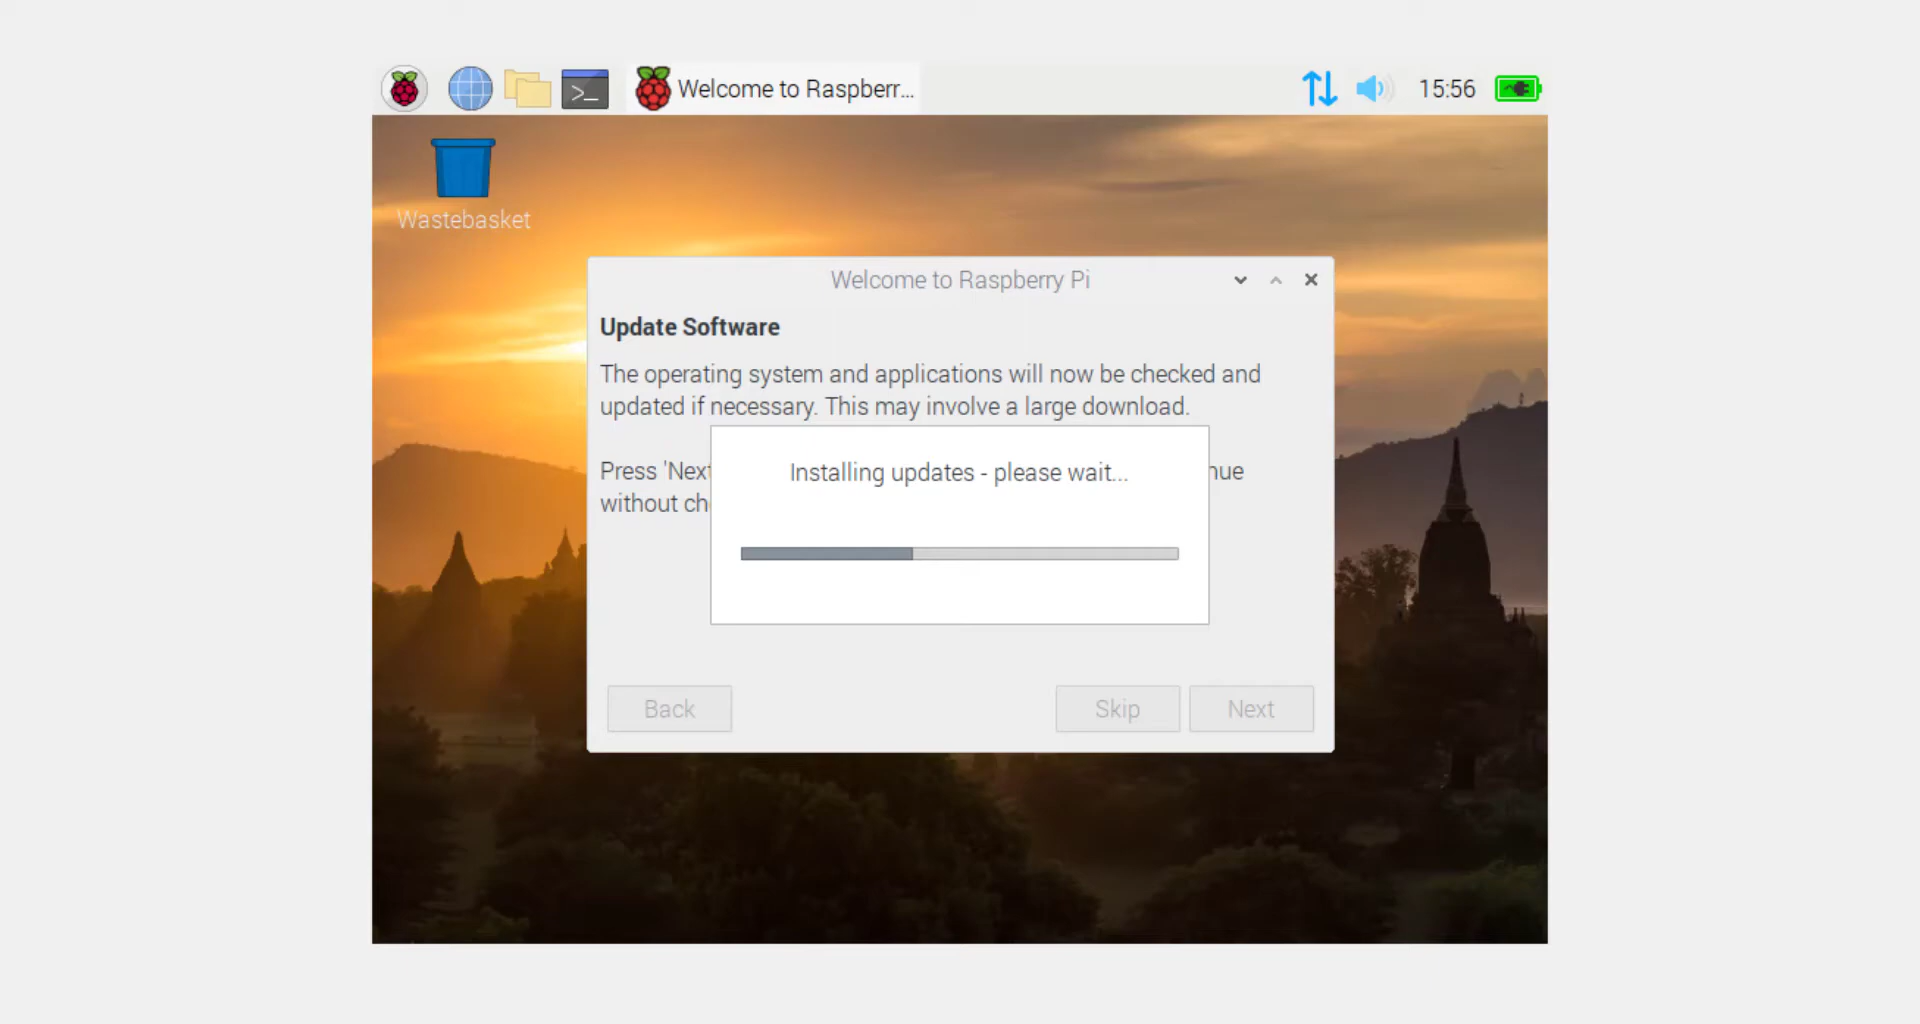 Welcome to Raspberr...
15:56
Wastebasket
Welcome to Raspberry Pi
Update Software
The operating system and applications will now be checked and
updated if necessary. This may involve a large download.
Installing updates - please wait...
Press 'Next
nue
without ch
Back
Skip
Next